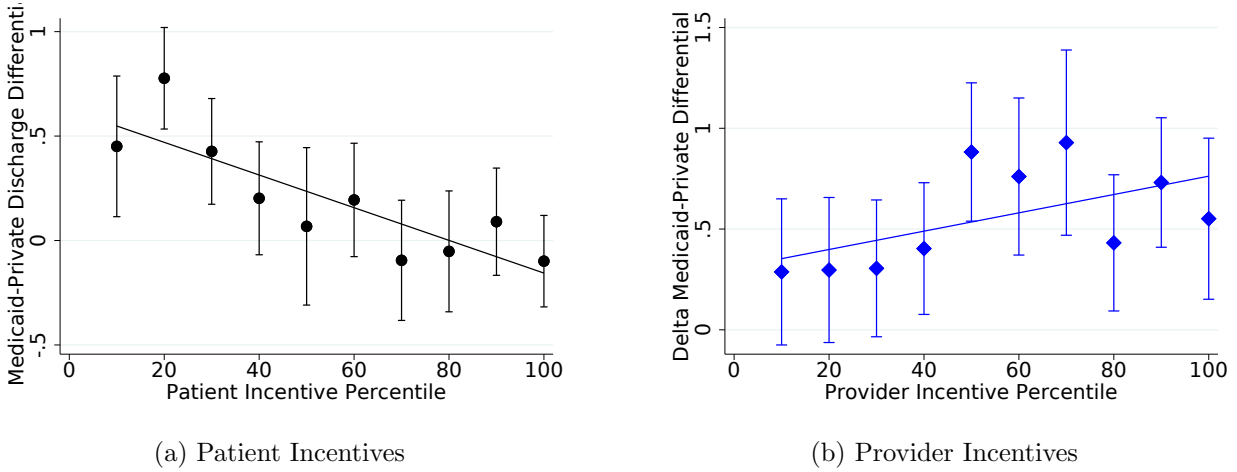 Medicaid-Private Discharge Differenti
1
.5
0
-.5
0 20 40 60 80 100
Patient Incentive Percentile
(a) Patient Incentives
Delta Medicaid-Private Differential
1.5
1
.5
0
0 20 40 60 80 100
Provider Incentive Percentile
(b) Provider Incentives